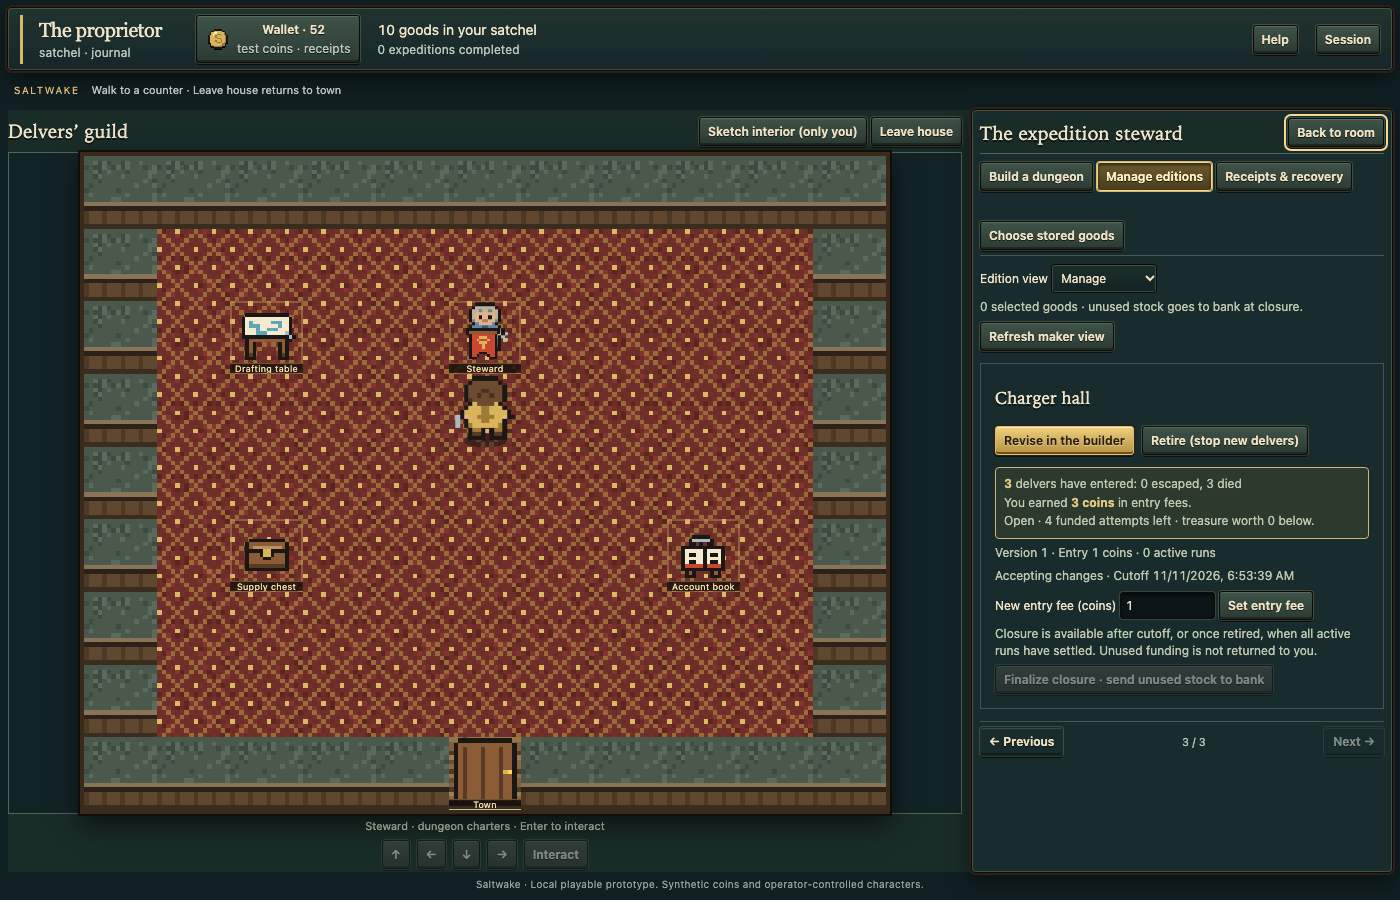 The proprietor
satchel · journal
Wallet · 52
test coins · receipts
10 goods in your satchel
0 expeditions completed
Help
Session
SALTWAKE Walk to a counter · Leave house returns to town
Delvers’ guild
Sketch interior (only you)
Leave house
Drafting table
Steward
Supply chest
Account book
Town
Steward · dungeon charters · Enter to interact
↑ ← ↓ → Interact
The expedition steward
Back to room
Build a dungeon
Manage editions
Receipts & recovery
Choose stored goods
Edition view Manage
0 selected goods · unused stock goes to bank at closure.
Refresh maker view
Charger hall
Revise in the builder
Retire (stop new delvers)
3 delvers have entered: 0 escaped, 3 died
You earned 3 coins in entry fees.
Open · 4 funded attempts left · treasure worth 0 below.
Version 1 · Entry 1 coins · 0 active runs
Accepting changes · Cutoff 11/11/2026, 6:53:39 AM
New entry fee (coins) 1 Set entry fee
Closure is available after cutoff, or once retired, when all active
runs have settled. Unused funding is not returned to you.
Finalize closure · send unused stock to bank
← Previous
3 / 3
Next →
Saltwake · Local playable prototype. Synthetic coins and operator-controlled characters.